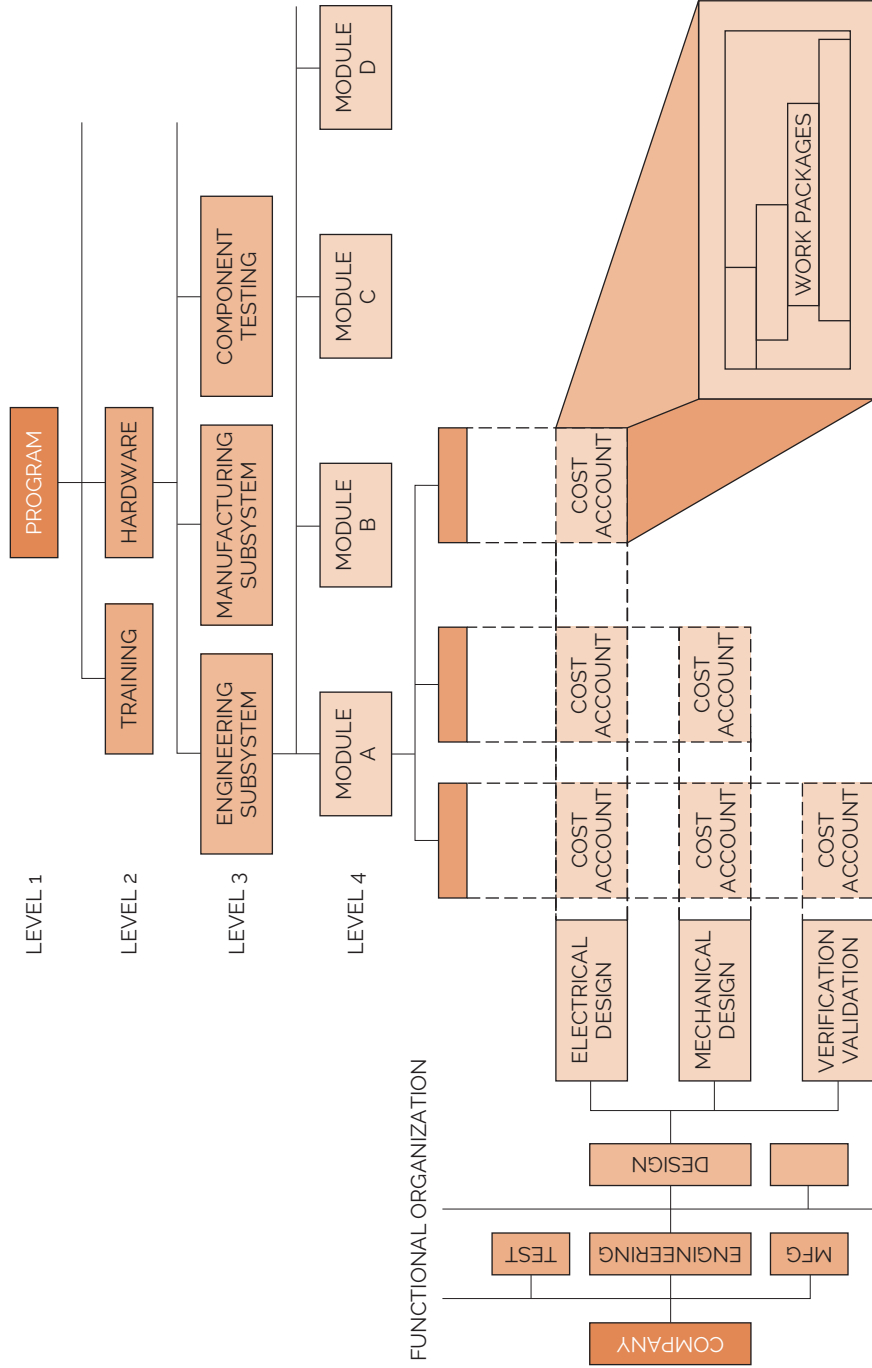 LEVEL 1
PROGRAM
LEVEL 2
TRAINING
HARDWARE
LEVEL 3
ENGINEERING
SUBSYSTEM
MANUFACTURING
SUBSYSTEM
COMPONENT
TESTING
LEVEL 4
MODULE
A
MODULE
B
MODULE
C
MODULE
D
FUNCTIONAL ORGANIZATION
COMPANY
TEST
ENGINEERING
MFG
DESIGN
ELECTRICAL
DESIGN
COST
ACCOUNT
COST
ACCOUNT
COST
ACCOUNT
MECHANICAL
DESIGN
COST
ACCOUNT
COST
ACCOUNT
VERIFICATION
VALIDATION
COST
ACCOUNT
WORK PACKAGES